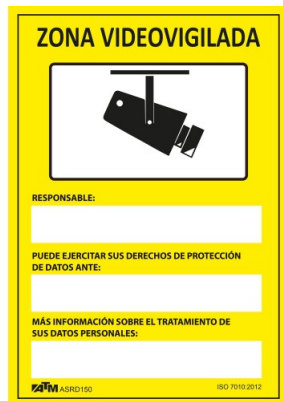 ZONA VIDEOVIGILADA
RESPONSABLE:
PUEDE EJERCITAR SUS DERECHOS DE PROTECCIÓN
DE DATOS ANTE:
MÁS INFORMACIÓN SOBRE EL TRATAMIENTO DE
SUS DATOS PERSONALES:
ATM ASRD150
ISO 7010:2012